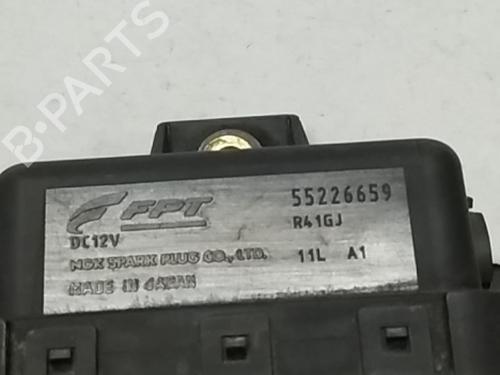 B-PARTS
FPT 55226659
DC12V R41GJ
NGK SPARK PLUG CO., LTD. 11L A1
MADE IN JAPAN